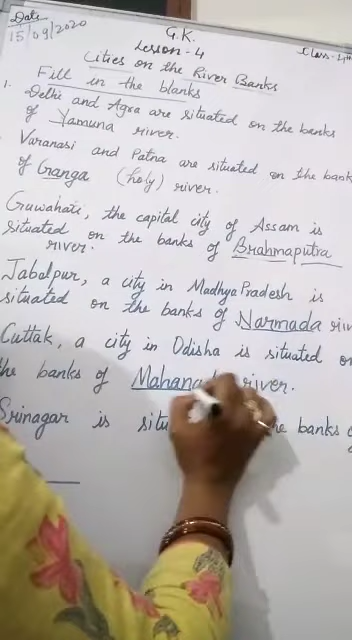 Date
15/09/2020
G.K.
Lesson-4
Class-4th
Cities on the River Banks
Fill in the blanks
1. Delhi and Agra are situated on the banks
of Yamuna river.
Varanasi and Patna are situated on the bank
of Ganga (holy) river.
Guwahati, the capital city of Assam is
situated on the banks of Brahmaputra
river.
Jabalpur, a city in Madhya Pradesh is
situated on the banks of Narmada
Cuttak, a city in Odisha is situated on
the banks of river.
Srinagar is banks